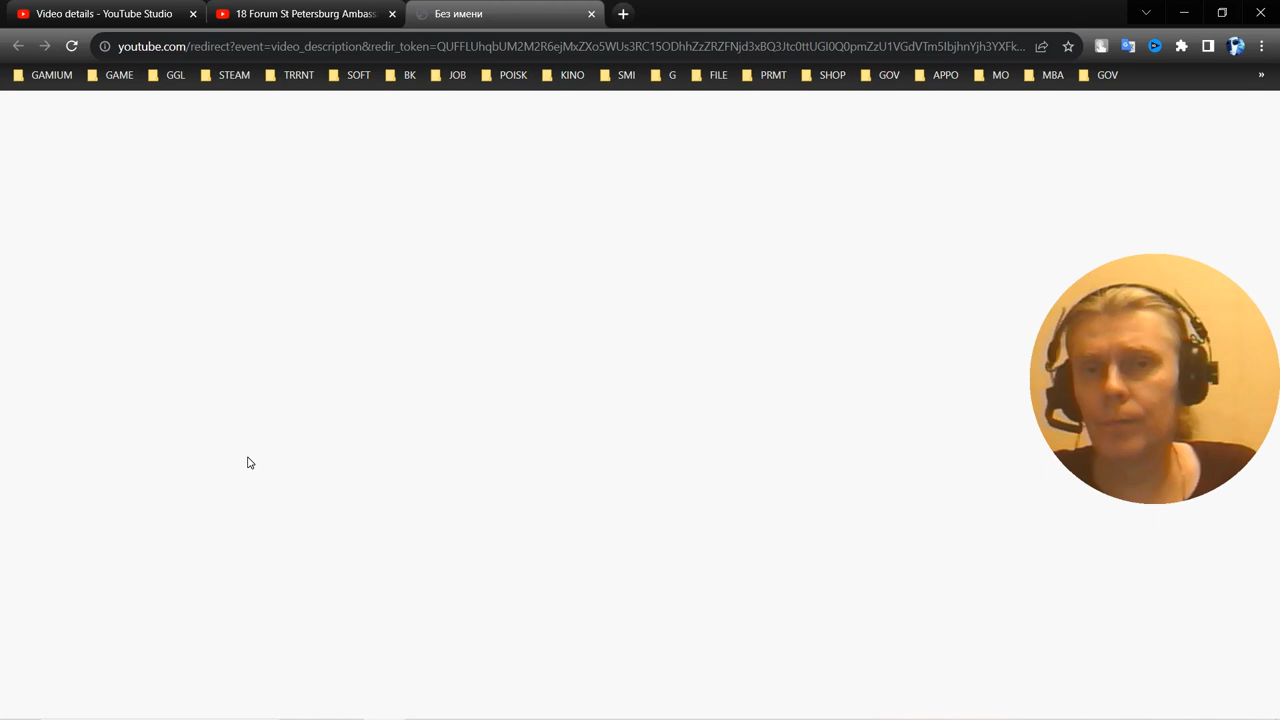 Video details - YouTube Studio
18 Forum St Petersburg Ambass
Без имени
youtube.com/redirect?event=video_description&redir_token=
GAMIUM GAME GGL STEAM TRRNT SOFT BK JOB POISK KINO SMI G FILE PRMT SHOP GOV APPO MO MBA GOV »